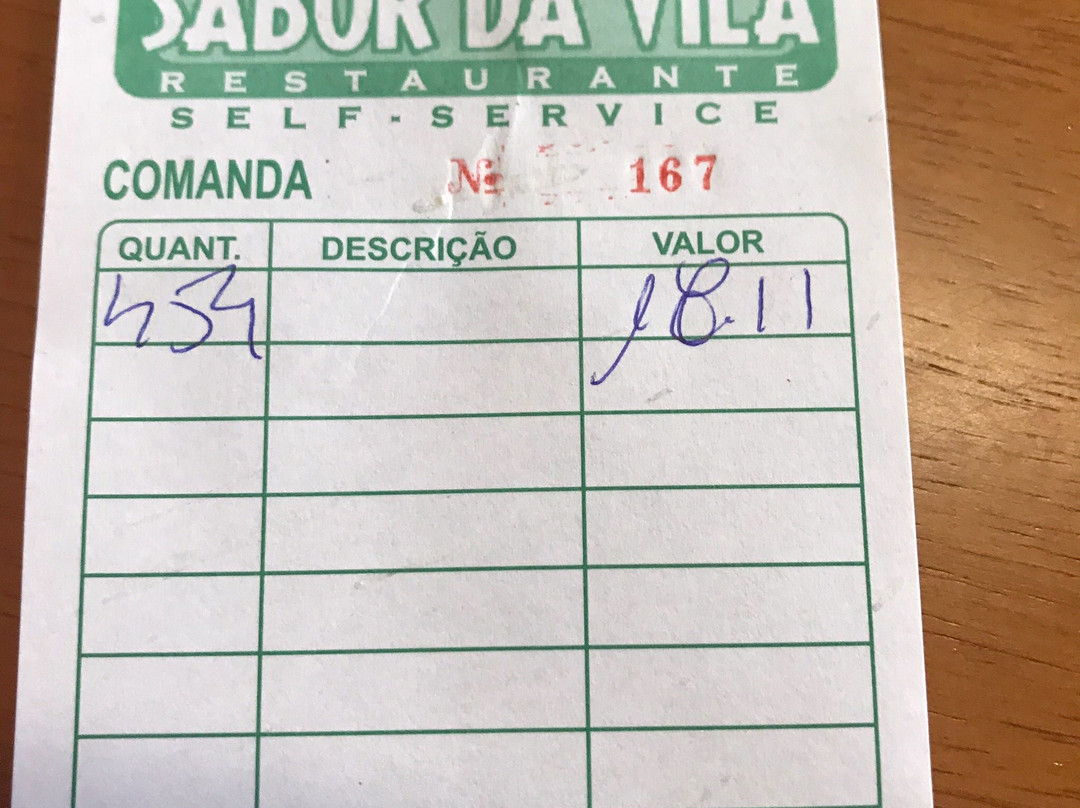 SABOR DA VILA
RESTAURANTE
SELF-SERVICE
COMANDA Nº 167
QUANT. DESCRIÇÃO VALOR
454 18.11